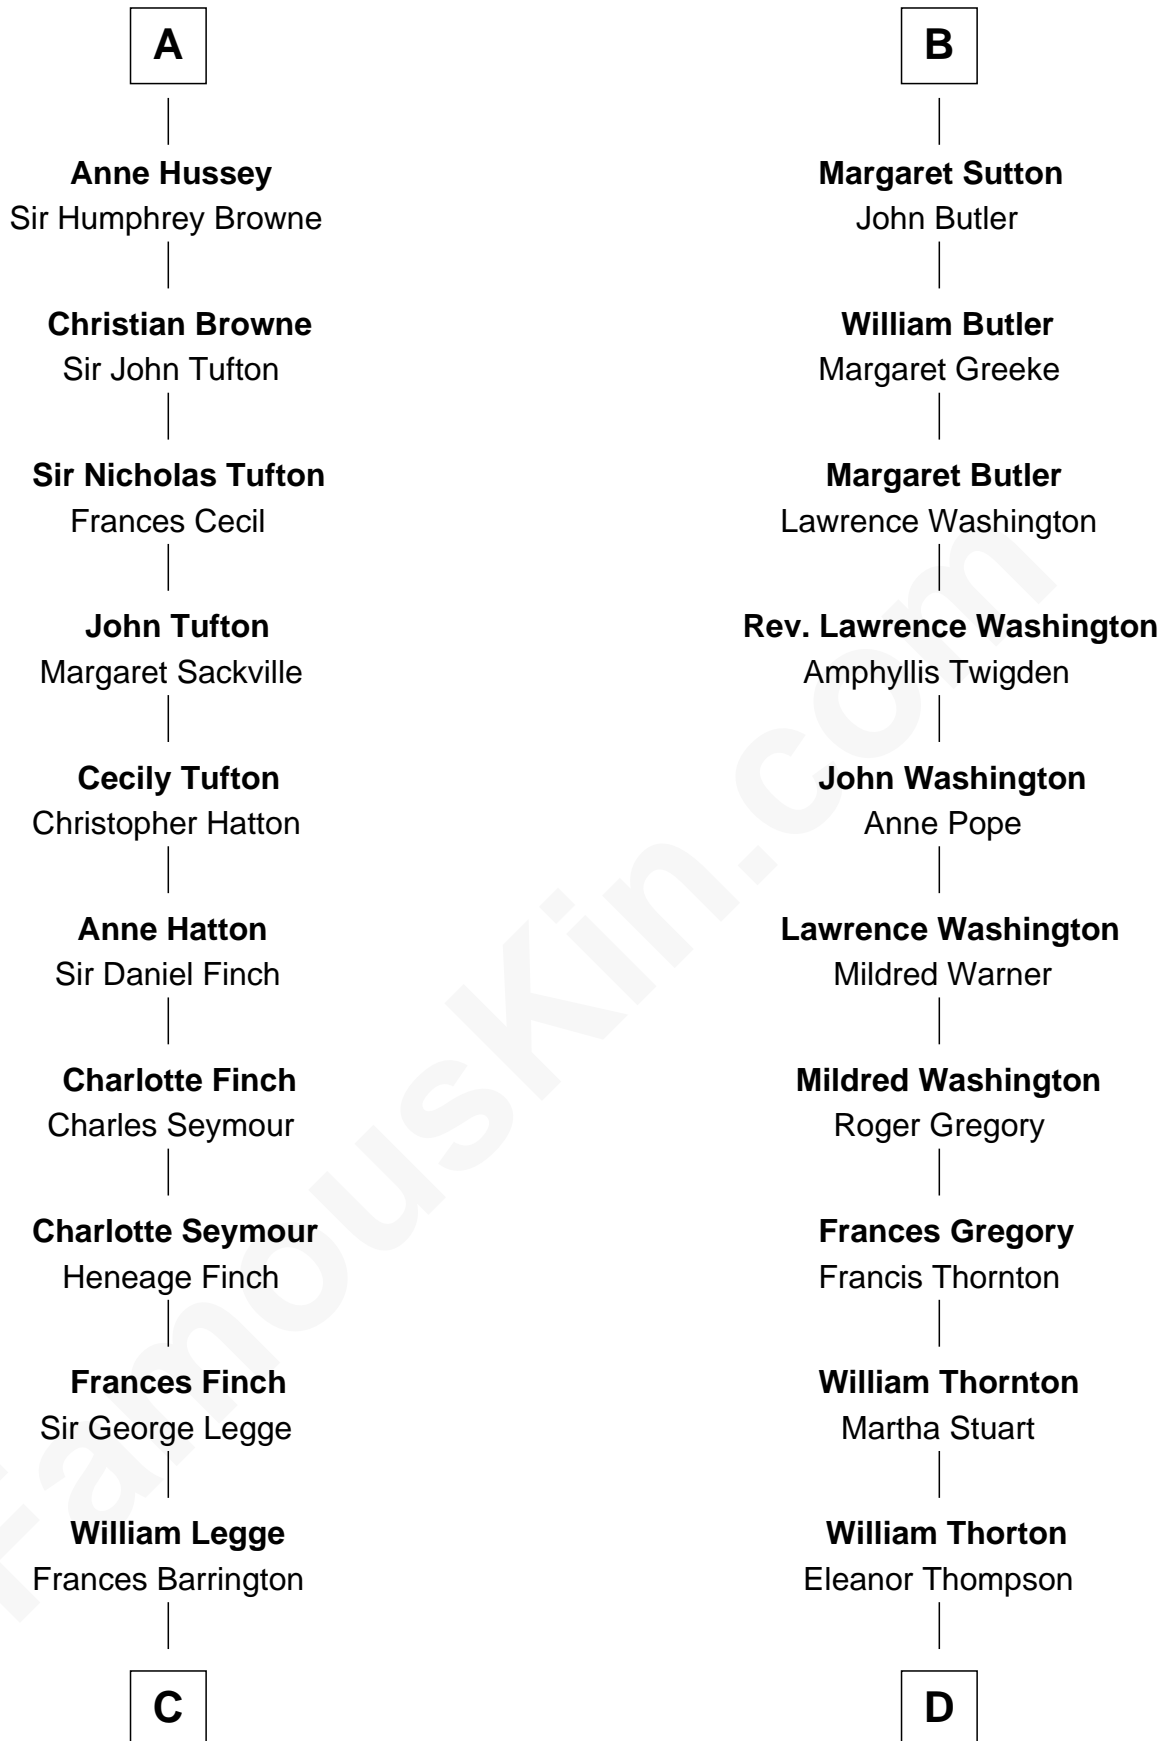 A
Anne Hussey
Sir Humphrey Browne
Christian Browne
Sir John Tufton
Sir Nicholas Tufton
Frances Cecil
John Tufton
Margaret Sackville
Cecily Tufton
Christopher Hatton
Anne Hatton
Sir Daniel Finch
Charlotte Finch
Charles Seymour
Charlotte Seymour
Heneage Finch
Frances Finch
Sir George Legge
William Legge
Frances Barrington
C
B
Margaret Sutton
John Butler
William Butler
Margaret Greeke
Margaret Butler
Lawrence Washington
Rev. Lawrence Washington
Amphyllis Twigden
John Washington
Anne Pope
Lawrence Washington
Mildred Warner
Mildred Washington
Roger Gregory
Frances Gregory
Francis Thornton
William Thornton
Martha Stuart
William Thorton
Eleanor Thompson
D
FamousKin.com